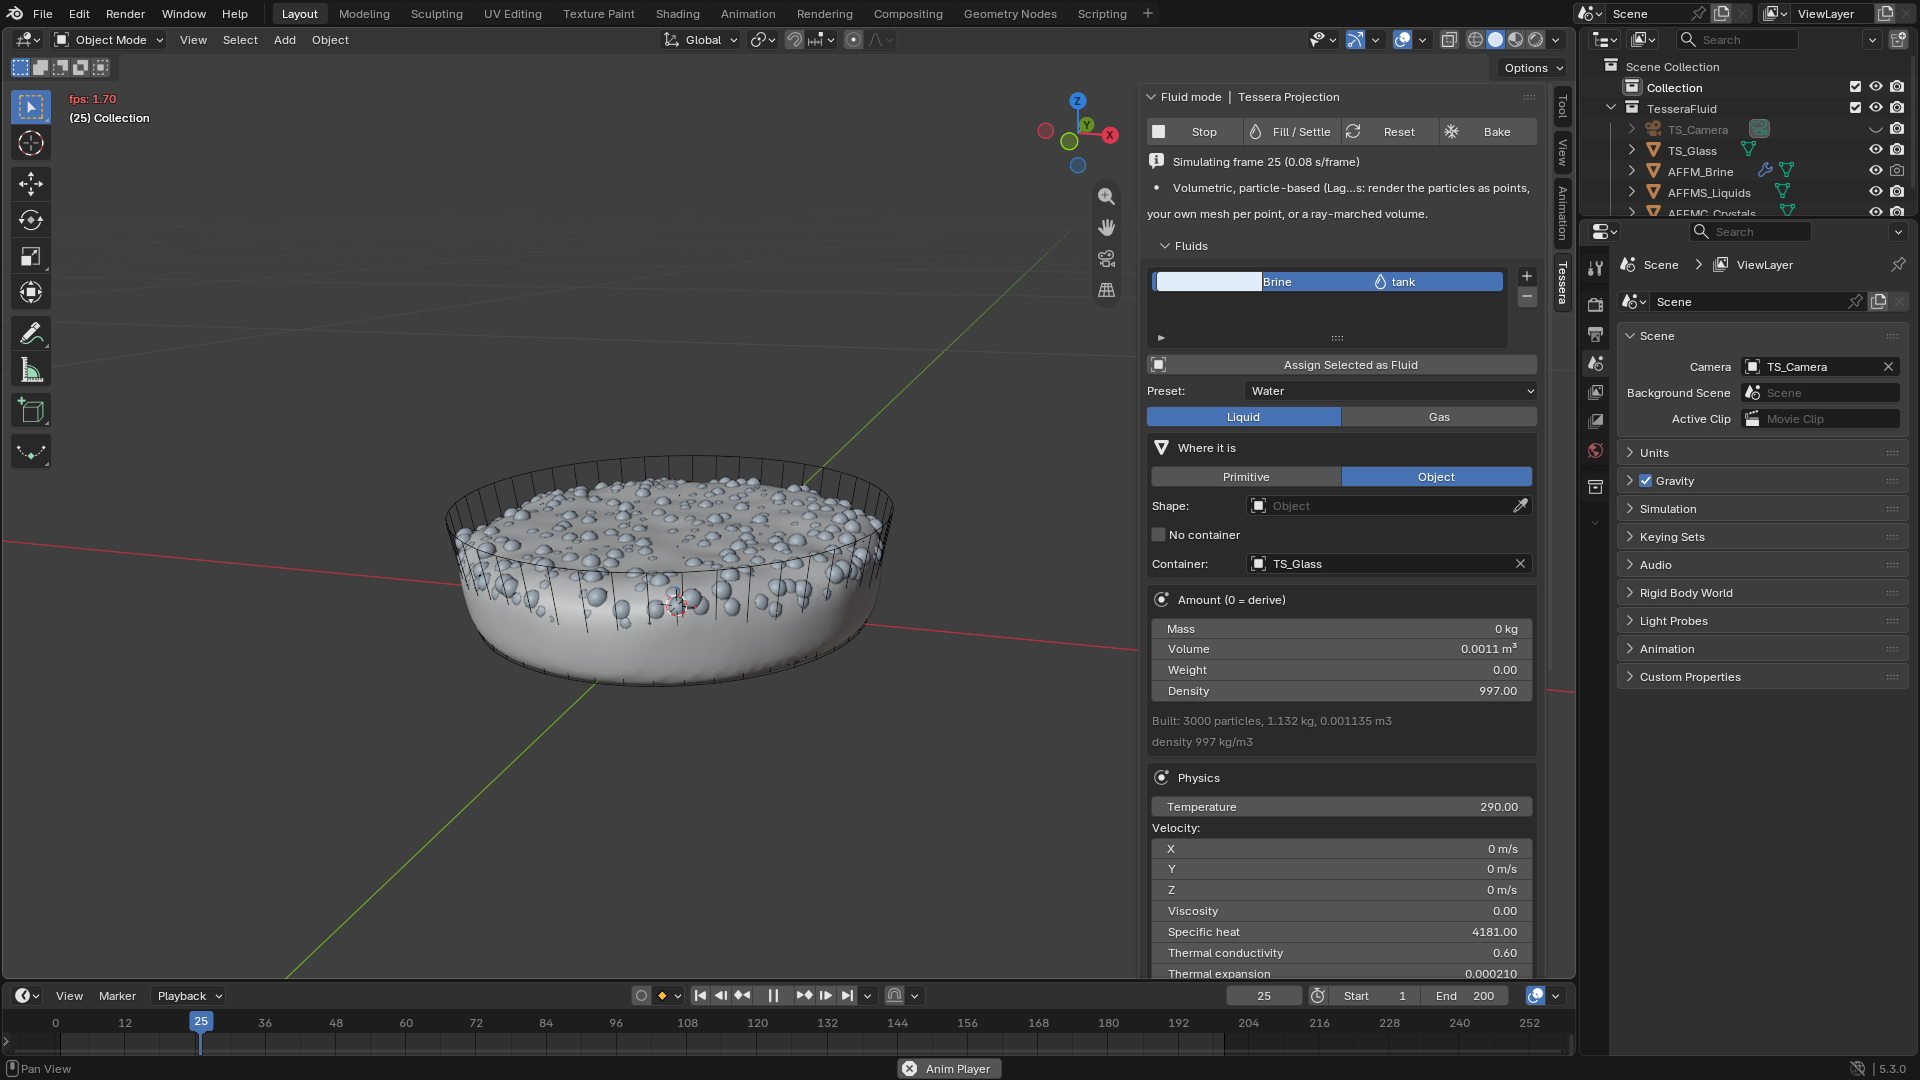 File Edit Render Window Help Layout Modeling Sculpting UV Editing Texture Paint Shading Animation Rendering Compositing Geometry Nodes Scripting + Scene ViewLayer
Object Mode View Select Add Object Global Search
Options
fps: 1.70
(25) Collection
Z
Y
X
Tool
View
Animation
Tessera
Fluid mode | Tessera Projection
Stop Fill / Settle Reset Bake
Simulating frame 25 (0.08 s/frame)
• Volumetric, particle-based (Lag...s: render the particles as points,
your own mesh per point, or a ray-marched volume.
Fluids
Brine tank
Assign Selected as Fluid
Preset: Water
Liquid Gas
Where it is
Primitive Object
Shape: Object
No container
Container: TS_Glass
Amount (0 = derive)
Mass 0 kg
Volume 0.0011 m³
Weight 0.00
Density 997.00
Built: 3000 particles, 1.132 kg, 0.001135 m3
density 997 kg/m3
Physics
Temperature 290.00
Velocity:
X 0 m/s
Y 0 m/s
Z 0 m/s
Viscosity 0.00
Specific heat 4181.00
Thermal conductivity 0.60
Thermal expansion 0.000210
Scene Collection
Collection
TesseraFluid
TS_Camera
TS_Glass
AFFM_Brine
AFFMS_Liquids
AFFMC_Crystals
Search
Scene > ViewLayer
Scene
Scene
Camera TS_Camera
Background Scene Scene
Active Clip Movie Clip
Units
Gravity
Simulation
Keying Sets
Audio
Rigid Body World
Light Probes
Animation
Custom Properties
View Marker Playback 25 Start 1 End 200
0 12 25 36 48 60 72 84 96 108 120 132 144 156 168 180 192 204 216 228 240 252
Pan View Anim Player 5.3.0